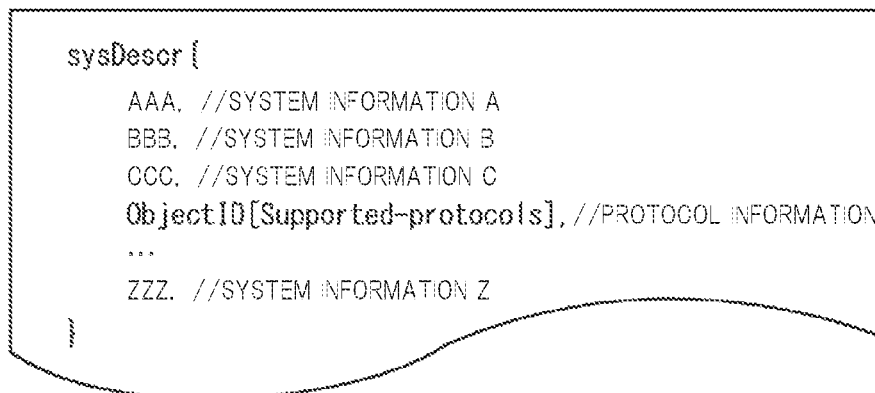 sysDescr{
AAA, //SYSTEM INFORMATION A
BBB, //SYSTEM INFORMATION B
CCC, //SYSTEM INFORMATION C
ObjectID[Supported-protocols], //PROTOCOL INFORMATION
...
ZZZ, //SYSTEM INFORMATION Z
}